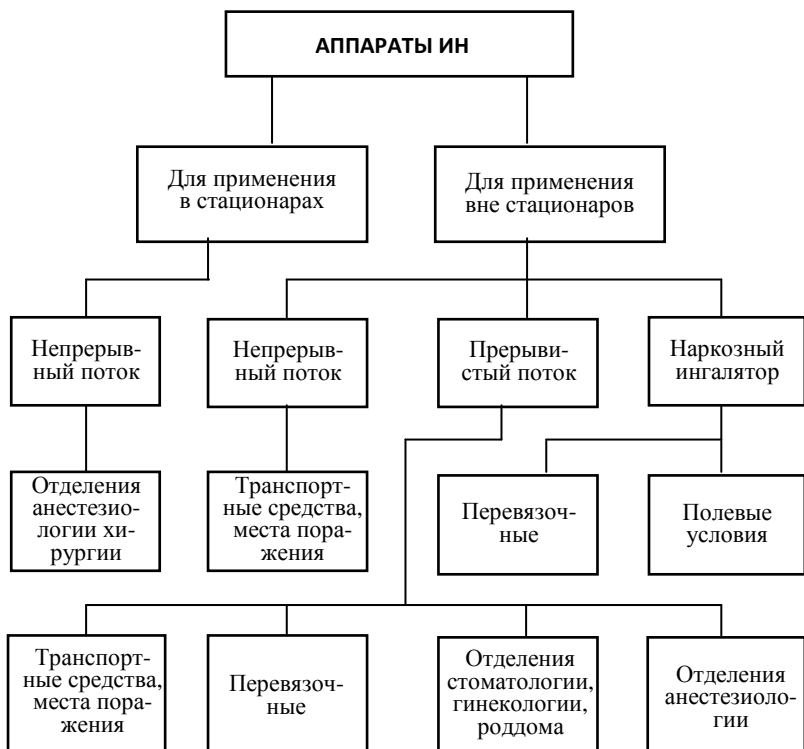 АППАРАТЫ ИН
Для применения
в стационарах
Для применения
вне стационаров
Непрерыв-
ный поток
Непрерыв-
ный поток
Прерыви-
стый поток
Наркозный
ингалятор
Отделения
анестезио-
логии хи-
рургии
Транспорт-
ные средства,
места пора-
жения
Перевязоч-
ные
Полевые
условия
Транспорт-
ные средства,
места пора-
жения
Перевязоч-
ные
Отделения
стоматологии,
гинекологии,
роддома
Отделения
анестезиоло-
гии